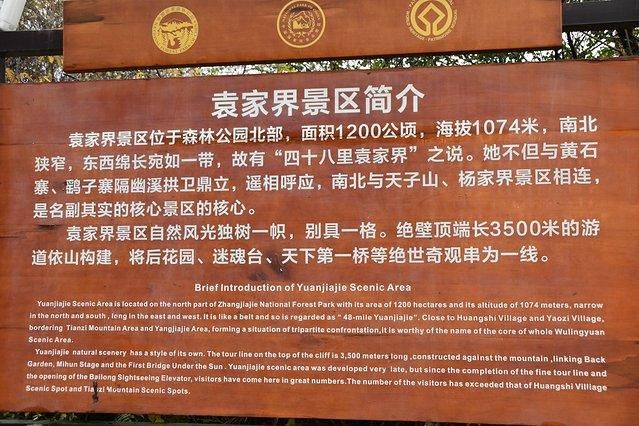 袁家界景区简介
袁家界景区位于森林公园北部，面积1200公顷，海拔1074米，南北
狭窄，东西绵长宛如一带，故有“四十八里袁家界”之说。她不但与黄石
寨、鹞子寨隔幽溪拱卫鼎立，遥相呼应，南北与天子山、杨家界景区相连，
是名副其实的核心景区的核心。
袁家界景区自然风光独树一帜，别具一格。绝壁顶端长3500米的游
道依山构建，将后花园、迷魂台、天下第一桥等绝世奇观串为一线。
Brief Introduction of Yuanjiajie Scenic Area
Yuanjiajie Scenic Area is located on the north part of Zhangjiajie National Forest Park with its area of 1200 hectares and its altitude of 1074 meters, narrow
in the north and south , long in the east and west. It is like a belt and so is regarded as “ 48-mile Yuanjiajie”. Close to Huangshi Village and Yaozi Village,
bordering Tianzi Mountain Area and Yangjiajie Area, forming a situation of tripartite confrontation,it is worthy of the name of the core of whole Wulingyuan
Scenic Area.
Yuanjiajie natural scenery has a style of its own. The tour line on the top of the cliff is 3,500 meters long ,constructed against the mountain ,linking Back
Garden, Mihun Stage and the First Bridge Under the Sun . Yuanjiajie scenic area was developed very late, but since the completion of the fine tour line and
the opening of the Bailong Sightseeing Elevator, visitors have come here in great numbers.The number of the visitors has exceeded that of Huangshi Villiage
Scenic Spot and Tianzi Mountain Scenic Spots.